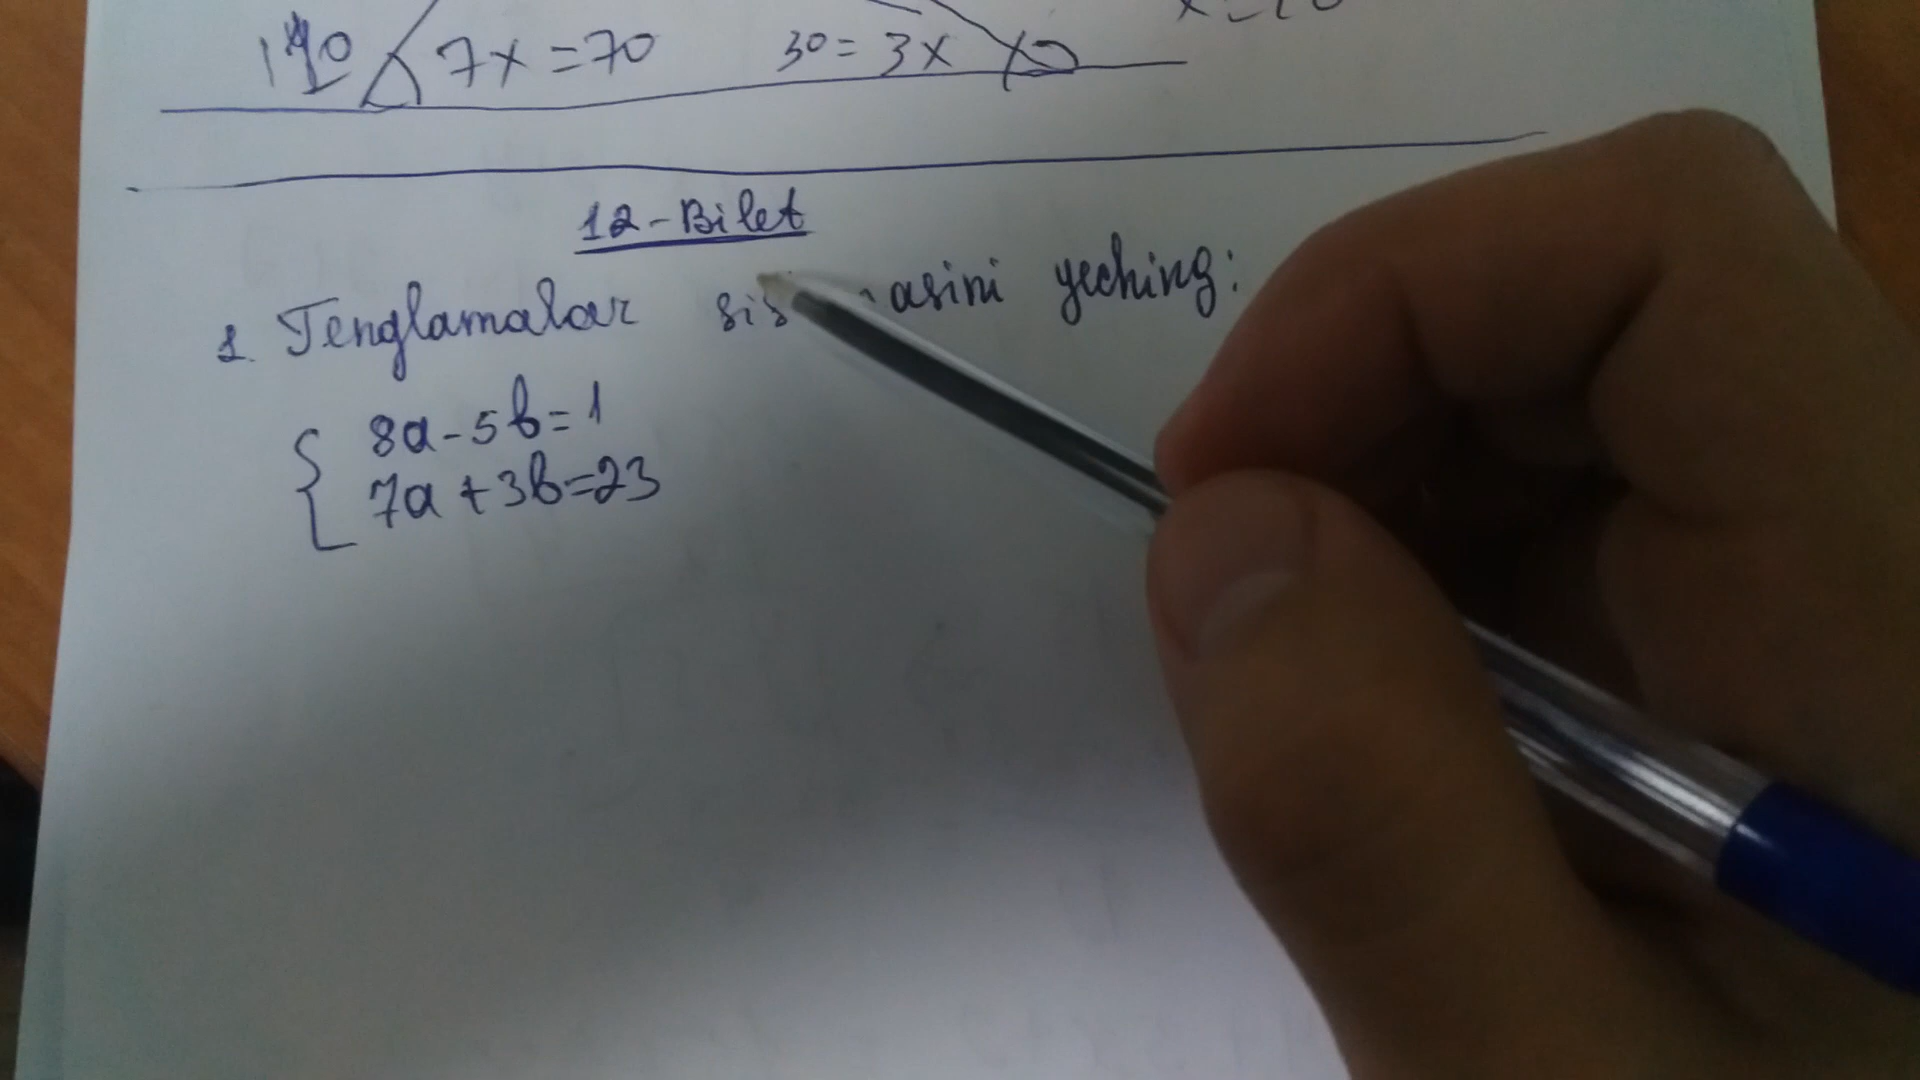 7x=70 30=3x
12-Bilet
1. Tenglamalar yeching:
8a-5b=1
7a+3b=23